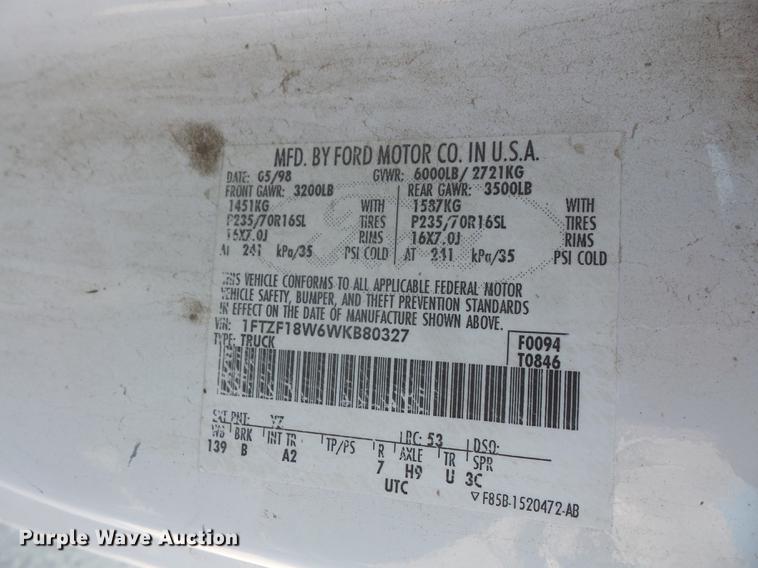 MFD. BY FORD MOTOR CO. IN U.S.A.
DATE: 05/98 GVWR: 6000LB/ 2721KG
FRONT GAWR: 3200LB REAR GAWR: 3500LB
1451KG WITH 1587KG WITH
P235/70R16SL TIRES P235/70R16SL TIRES
16X7.0J RIMS 16X7.0J RIMS
AT 241 kPa/35 PSI COLD AT 241 kPa/35 PSI COLD
THIS VEHICLE CONFORMS TO ALL APPLICABLE FEDERAL MOTOR
VEHICLE SAFETY, BUMPER, AND THEFT PREVENTION STANDARDS
IN EFFECT ON THE DATE OF MANUFACTURE SHOWN ABOVE.
VIN: 1FTZF18W6WKB80327 F0094
TYPE: TRUCK T0846
EXT PNT: YZ RC: 53 DSO:
WB BRK INT TR TP/PS R AXLE TR SPR
139 B A2 7 H9 U 3C
UTC
F85B-1520472-AB
Purple Wave Auction